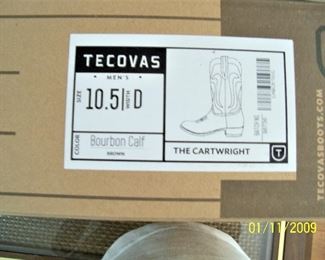 TECOVAS
MEN'S
SIZE
10.5
WIDTH
D
COLOR
Bourbon Calf
BROWN
THE CARTWRIGHT
T
TECOVASBOOTS.COM
01/11/2009